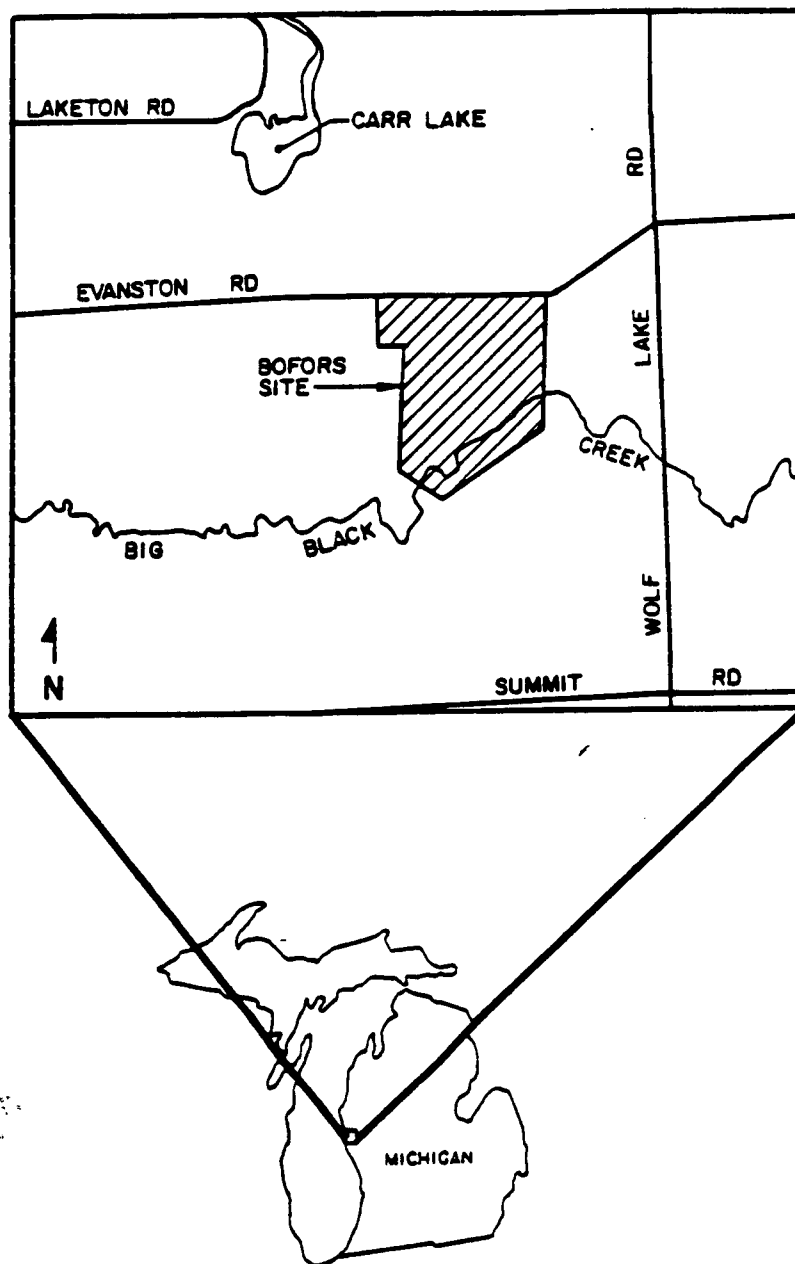 LAKETON RD
CARR LAKE
RD
EVANSTON RD
LAKE
BOFORS
SITE
CREEK
BIG BLACK
WOLF
N
SUMMIT RD
MICHIGAN